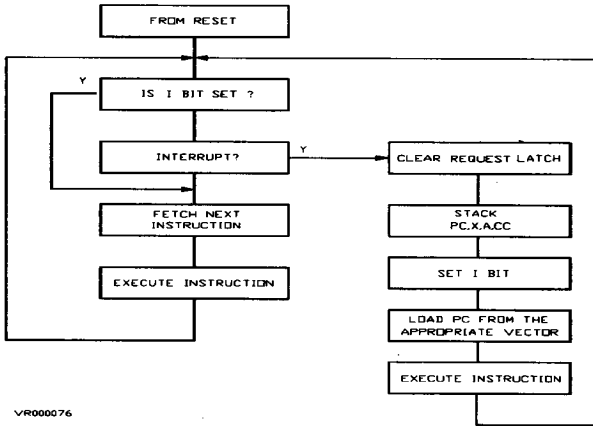 FROM RESET
Y
IS I BIT SET ?
INTERRUPT?
Y
FETCH NEXT
INSTRUCTION
EXECUTE INSTRUCTION
CLEAR REQUEST LATCH
STACK
PC,X,A,CC
SET I BIT
LOAD PC FROM THE
APPROPRIATE VECTOR
EXECUTE INSTRUCTION
VR000076